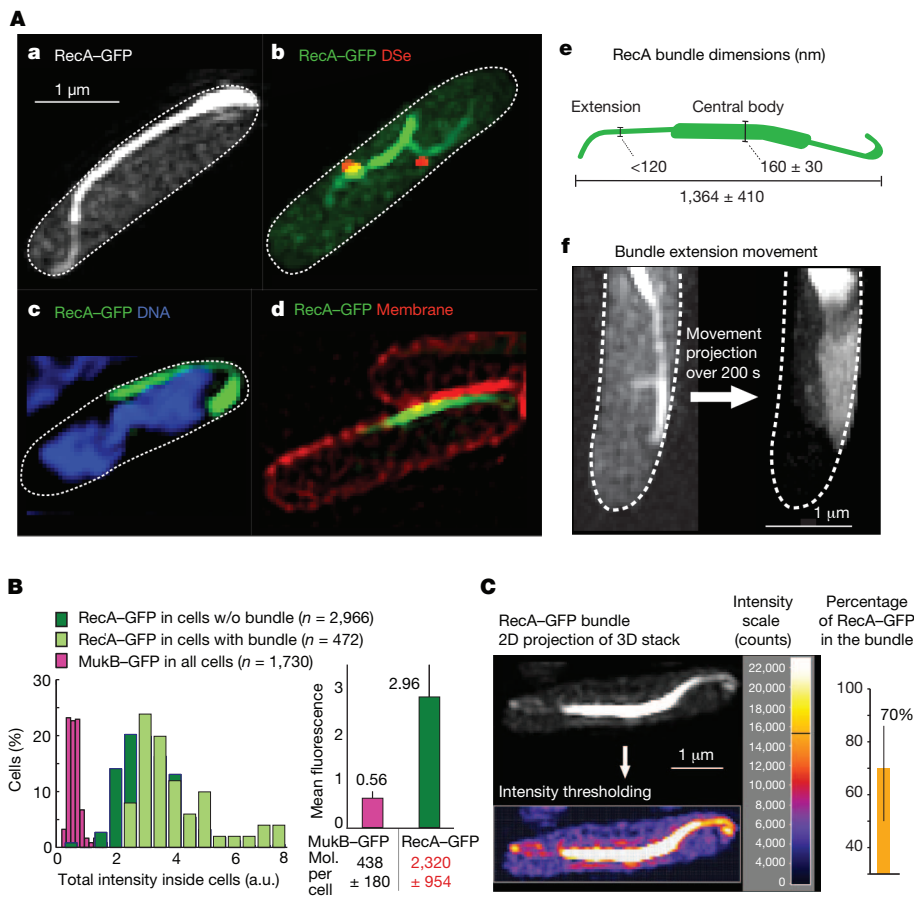 A
a RecA–GFP
1 µm
b RecA–GFP DSe
c RecA–GFP DNA
d RecA–GFP Membrane
e RecA bundle dimensions (nm)
Extension
Central body
<120
160 ± 30
1,364 ± 410
f Bundle extension movement
Movement
projection
over 200 s
1 µm
B
RecA–GFP in cells w/o bundle (n = 2,966)
RecA–GFP in cells with bundle (n = 472)
MukB–GFP in all cells (n = 1,730)
30
20
10
0
Cells (%)
0 2 4 6 8
Total intensity inside cells (a.u.)
3
2
1
0
Mean fluorescence
0.56
2.96
MukB–GFP RecA–GFP
Mol.
per
cell
438
± 180
2,320
± 954
C
RecA–GFP bundle
2D projection of 3D stack
1 µm
Intensity thresholding
Intensity
scale
(counts)
22,000
20,000
18,000
16,000
14,000
12,000
10,000
8,000
6,000
4,000
0
Percentage
of RecA–GFP
in the bundle
100
80
60
40
70%